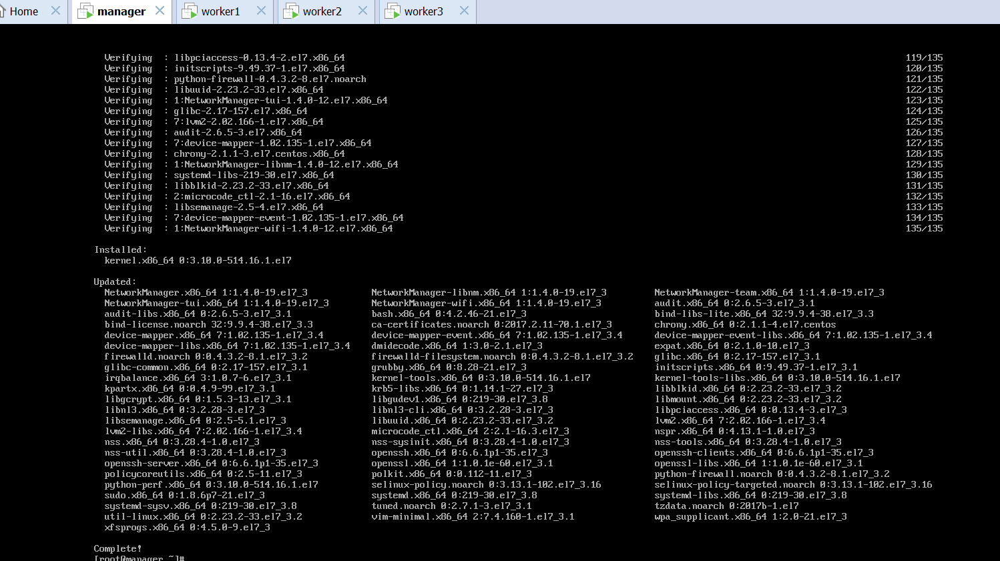 Home manager worker1 worker2 worker3
Verifying : libpciaccess-0.13.4-2.el7.x86_64 119/135
Verifying : initscripts-9.49.37-1.el7.x86_64 120/135
Verifying : python-firewall-0.4.3.2-8.el7.noarch 121/135
Verifying : libuuid-2.23.2-33.el7.x86_64 122/135
Verifying : 1:NetworkManager-tui-1.4.0-12.el7.x86_64 123/135
Verifying : glibc-2.17-157.el7.x86_64 124/135
Verifying : 7:lvm2-2.02.166-1.el7.x86_64 125/135
Verifying : audit-2.6.5-3.el7.x86_64 126/135
Verifying : 7:device-mapper-1.02.135-1.el7.x86_64 127/135
Verifying : chrony-2.1.1-3.el7.centos.x86_64 128/135
Verifying : 1:NetworkManager-libnm-1.4.0-12.el7.x86_64 129/135
Verifying : systemd-libs-219-30.el7.x86_64 130/135
Verifying : libblkid-2.23.2-33.el7.x86_64 131/135
Verifying : 2:microcode_ctl-2.1-16.el7.x86_64 132/135
Verifying : libsemanage-2.5-4.el7.x86_64 133/135
Verifying : 7:device-mapper-event-1.02.135-1.el7.x86_64 134/135
Verifying : 1:NetworkManager-wifi-1.4.0-12.el7.x86_64 135/135
Installed:
kernel.x86_64 0:3.10.0-514.16.1.el7
Updated:
NetworkManager.x86_64 1:1.4.0-19.el7_3 NetworkManager-libnm.x86_64 1:1.4.0-19.el7_3 NetworkManager-team.x86_64 1:1.4.0-19.el7_3
NetworkManager-tui.x86_64 1:1.4.0-19.el7_3 NetworkManager-wifi.x86_64 1:1.4.0-19.el7_3 audit.x86_64 0:2.6.5-3.el7_3.1
audit-libs.x86_64 0:2.6.5-3.el7_3.1 bash.x86_64 0:4.2.46-21.el7_3 bind-libs-lite.x86_64 32:9.9.4-38.el7_3.3
bind-license.noarch 32:9.9.4-38.el7_3.3 ca-certificates.noarch 0:2017.2.11-70.1.el7_3 chrony.x86_64 0:2.1.1-4.el7.centos
device-mapper.x86_64 7:1.02.135-1.el7_3.4 device-mapper-event.x86_64 7:1.02.135-1.el7_3.4 device-mapper-event-libs.x86_64 7:1.02.135-1.el7_3.4
device-mapper-libs.x86_64 7:1.02.135-1.el7_3.4 dmidecode.x86_64 1:3.0-2.1.el7_3 expat.x86_64 0:2.1.0-10.el7_3
firewalld.noarch 0:0.4.3.2-8.1.el7_3.2 firewalld-filesystem.noarch 0:0.4.3.2-8.1.el7_3.2 glibc.x86_64 0:2.17-157.el7_3.1
glibc-common.x86_64 0:2.17-157.el7_3.1 grubby.x86_64 0:8.28-21.el7_3 initscripts.x86_64 0:9.49.37-1.el7_3.1
irqbalance.x86_64 3:1.0.7-6.el7_3.1 kernel-tools.x86_64 0:3.10.0-514.16.1.el7 kernel-tools-libs.x86_64 0:3.10.0-514.16.1.el7
kpartx.x86_64 0:0.4.9-99.el7_3.1 krb5-libs.x86_64 0:1.14.1-27.el7_3 libblkid.x86_64 0:2.23.2-33.el7_3.2
libgcrypt.x86_64 0:1.5.3-13.el7_3.1 libgudev1.x86_64 0:219-30.el7_3.8 libmount.x86_64 0:2.23.2-33.el7_3.2
libnl3.x86_64 0:3.2.28-3.el7_3 libnl3-cli.x86_64 0:3.2.28-3.el7_3 libpciaccess.x86_64 0:0.13.4-3.el7_3
libsemanage.x86_64 0:2.5-5.1.el7_3 libuuid.x86_64 0:2.23.2-33.el7_3.2 lvm2.x86_64 7:2.02.166-1.el7_3.4
lvm2-libs.x86_64 7:2.02.166-1.el7_3.4 microcode_ctl.x86_64 2:2.1-16.3.el7_3 nspr.x86_64 0:4.13.1-1.0.el7_3
nss.x86_64 0:3.28.4-1.0.el7_3 nss-sysinit.x86_64 0:3.28.4-1.0.el7_3 nss-tools.x86_64 0:3.28.4-1.0.el7_3
nss-util.x86_64 0:3.28.4-1.0.el7_3 openssh.x86_64 0:6.6.1p1-35.el7_3 openssh-clients.x86_64 0:6.6.1p1-35.el7_3
openssh-server.x86_64 0:6.6.1p1-35.el7_3 openssl.x86_64 1:1.0.1e-60.el7_3.1 openssl-libs.x86_64 1:1.0.1e-60.el7_3.1
policycoreutils.x86_64 0:2.5-11.el7_3 polkit.x86_64 0:0.112-11.el7_3 python-firewall.noarch 0:0.4.3.2-8.1.el7_3.2
python-perf.x86_64 0:3.10.0-514.16.1.el7 selinux-policy.noarch 0:3.13.1-102.el7_3.16 selinux-policy-targeted.noarch 0:3.13.1-102.el7_3.16
sudo.x86_64 0:1.8.6p7-21.el7_3 systemd.x86_64 0:219-30.el7_3.8 systemd-libs.x86_64 0:219-30.el7_3.8
systemd-sysv.x86_64 0:219-30.el7_3.8 tuned.noarch 0:2.7.1-3.el7_3.1 tzdata.noarch 0:2017b-1.el7
util-linux.x86_64 0:2.23.2-33.el7_3.2 vim-minimal.x86_64 2:7.4.160-1.el7_3.1 wpa_supplicant.x86_64 1:2.0-21.el7_3
xfsprogs.x86_64 0:4.5.0-9.el7_3
Complete!
[root@manager ~]#